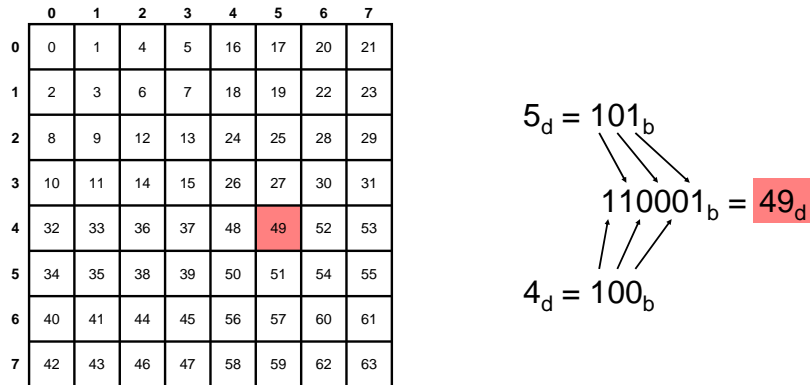 0 1 2 3 4 5 6 7
0 0 1 4 5 16 17 20 21
1 2 3 6 7 18 19 22 23
2 8 9 12 13 24 25 28 29
3 10 11 14 15 26 27 30 31
4 32 33 36 37 48 49 52 53
5 34 35 38 39 50 51 54 55
6 40 41 44 45 56 57 60 61
7 42 43 46 47 58 59 62 63
5d = 101b
110001b = 49d
4d = 100b